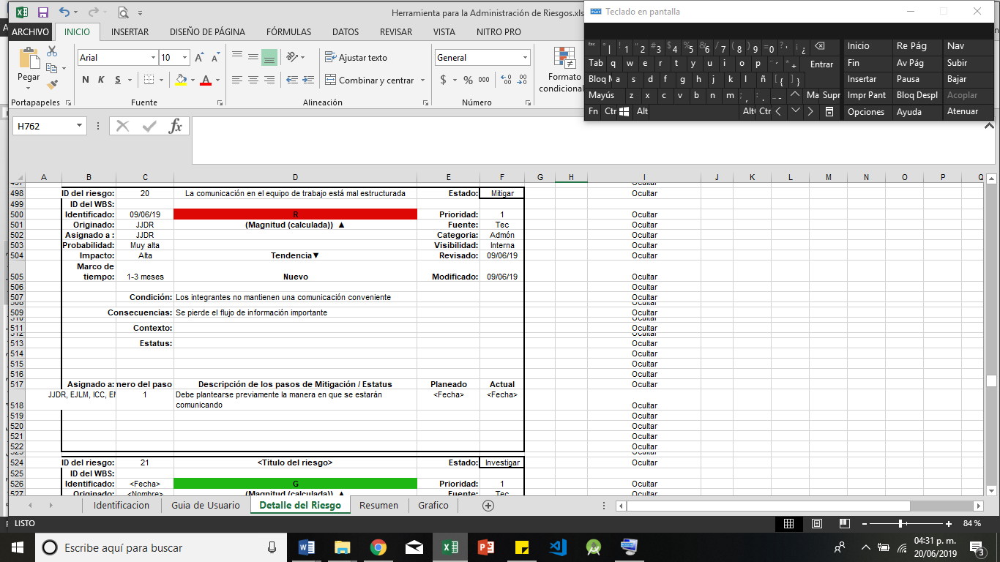 Herramienta para la Administración de Riesgos.xls
Teclado en pantalla
ARCHIVO INICIO INSERTAR DISEÑO DE PÁGINA FÓRMULAS DATOS REVISAR VISTA NITRO PRO
Pegar
Arial 10
N K S
Ajustar texto
Combinar y centrar
General
$ % 000
Formato
condicional
Portapapeles Fuente Alineación Número
Esc
Tab q w e r t y u i o p Entrar
Bloq M a s d f g h j k l ñ
Mayús z x c v b n m Ma Supr
Fn Ctr Alt Alt Ctr
Inicio Re Pág Nav
Fin Av Pág Subir
Insertar Pausa Bajar
Impr Pant Bloq Despl Acoplar
Opciones Ayuda Atenuar
H762
A B C D E F G H I J K L M N O P Q
497 Ocultar
498 ID del riesgo: 20 La comunicación en el equipo de trabajo está mal estructurada Estado: Mitigar Ocultar
499 ID del WBS: Ocultar
500 Identificado: 09/06/19 R Prioridad: 1 Ocultar
501 Originado: JJDR (Magnitud (calculada)) ▲ Fuente: Tec Ocultar
502 Asignado a : JJDR Categoria: Admón Ocultar
503 Probabilidad: Muy alta Visibilidad: Interna Ocultar
504 Impacto: Alta Tendencia▼ Revisado: 09/06/19 Ocultar
Marco de
505 tiempo: 1-3 meses Nuevo Modificado: 09/06/19 Ocultar
506 Ocultar
507 Condición: Los integrantes no mantienen una comunicación conveniente Ocultar
508 Ocultar
509 Consecuencias: Se pierde el flujo de información importante Ocultar
510 Ocultar
511 Contexto: Ocultar
512 Ocultar
513 Estatus: Ocultar
514 Ocultar
515 Ocultar
516 Ocultar
517 Asignado a: nero del paso Descripción de los pasos de Mitigación / Estatus Planeado Actual Ocultar
JJDR, EJLM, ICC, EM 1 Debe plantearse previamente la manera en que se estarán <Fecha> <Fecha>
518 comunicando Ocultar
519 Ocultar
520 Ocultar
521 Ocultar
522 Ocultar
523 Ocultar
524 ID del riesgo: 21 <Titulo del riesgo> Estado: Investigar Ocultar
525 ID del WBS: Ocultar
526 Identificado: <Fecha> G Prioridad: 1 Ocultar
527 Originado: <Nombre> (Magnitud (calculada)) ▲ Fuente: Tec Ocultar
Identificacion Guia de Usuario Detalle del Riesgo Resumen Grafico
LISTO 84 %
Escribe aquí para buscar
04:31 p. m.
20/06/2019
3